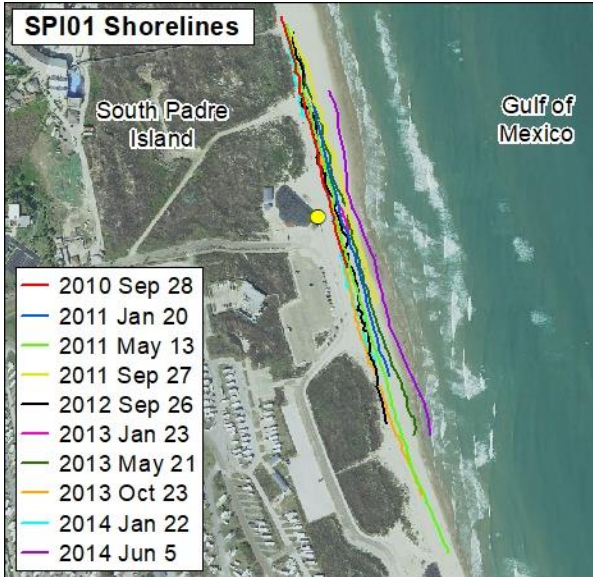 SPI01 Shorelines
South Padre
Island
Gulf of
Mexico
2010 Sep 28
2011 Jan 20
2011 May 13
2011 Sep 27
2012 Sep 26
2013 Jan 23
2013 May 21
2013 Oct 23
2014 Jan 22
2014 Jun 5